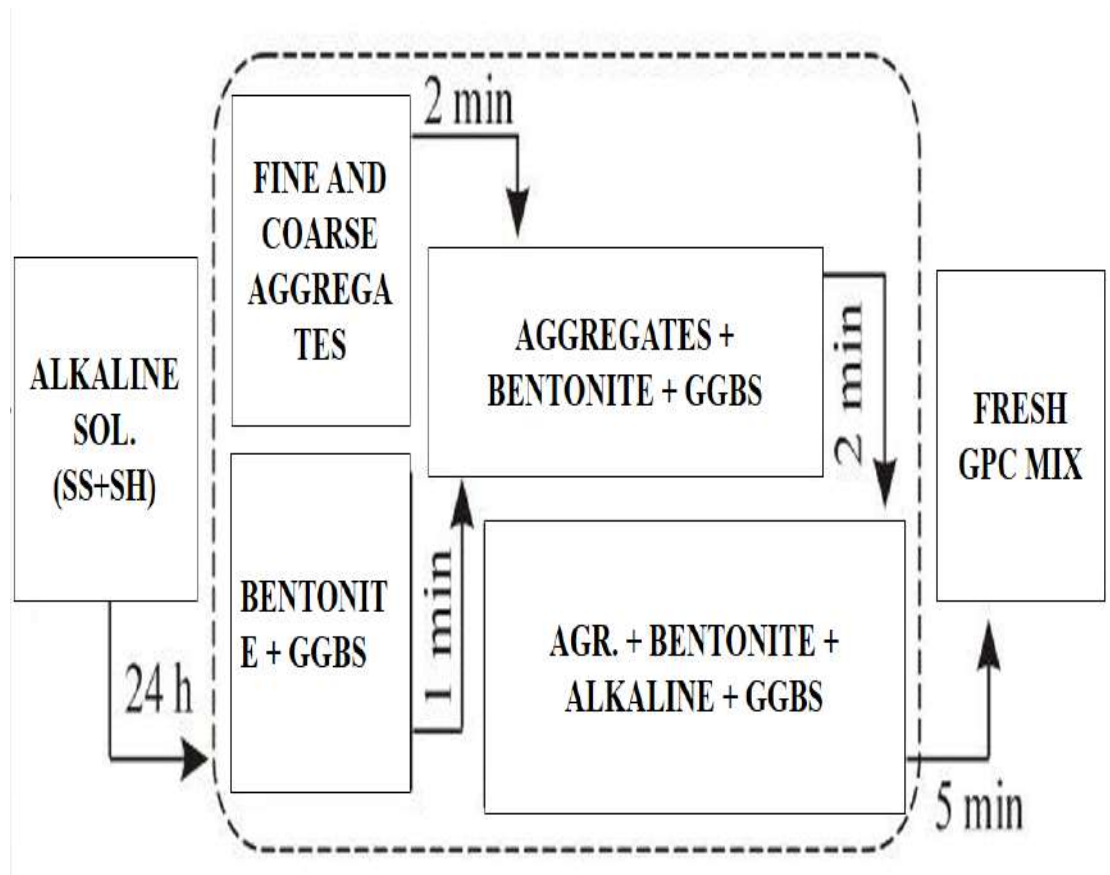 ALKALINE
SOL.
(SS+SH)
24 h
FINE AND
COARSE
AGGREGA
TES
2 min
BENTONIT
E + GGBS
1 min
AGGREGATES +
BENTONITE + GGBS
2 min
AGR. + BENTONITE +
ALKALINE + GGBS
5 min
FRESH
GPC MIX